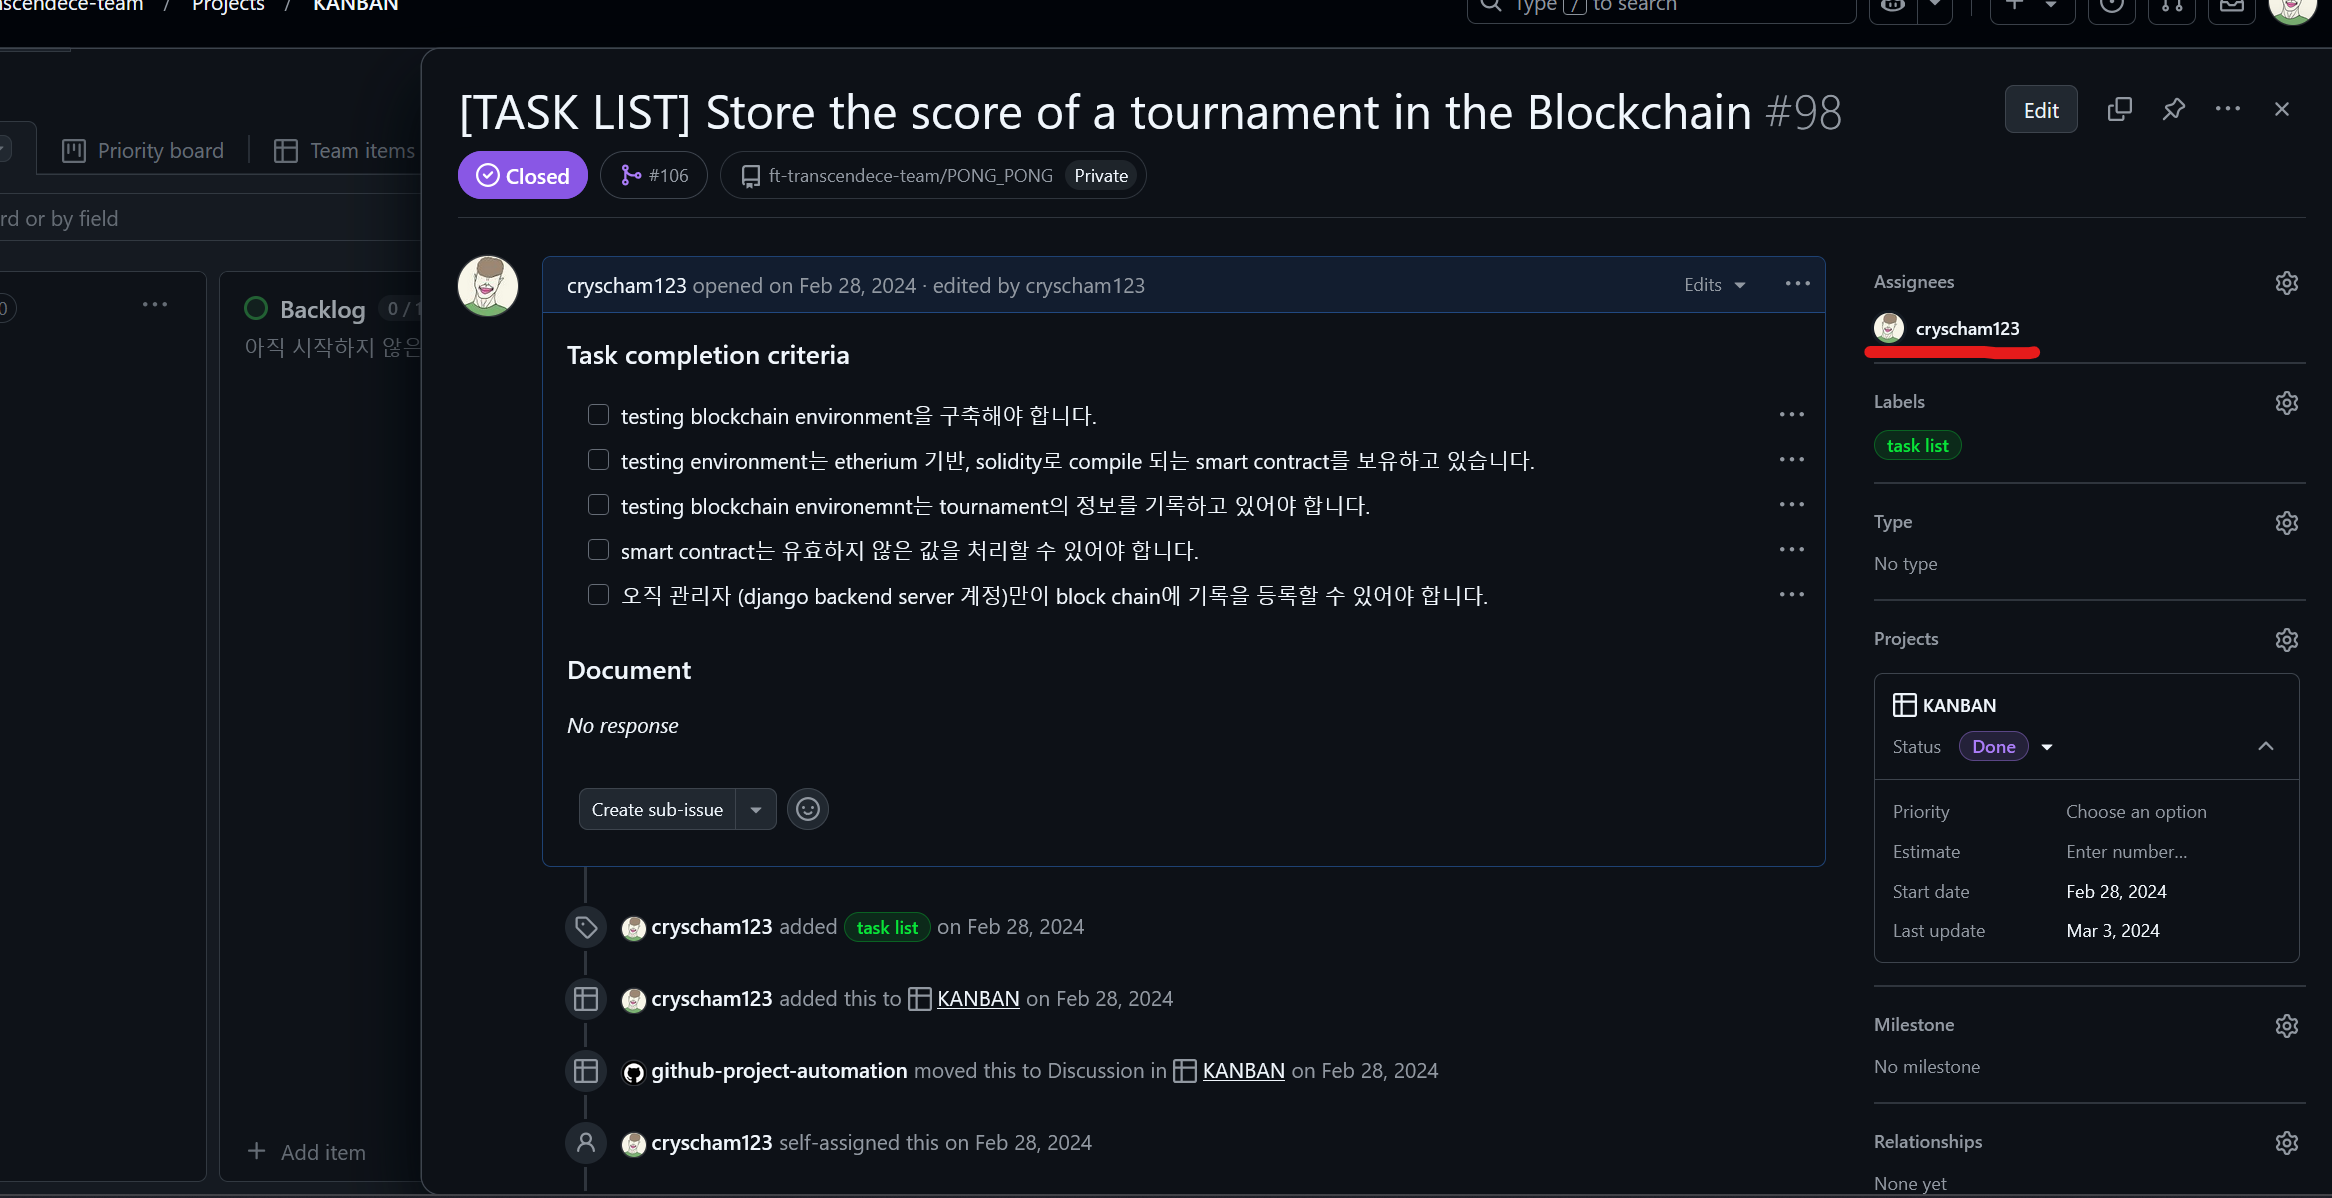 / Projects / KANBAN
Type / to search
[TASK LIST] Store the score of a tournament in the Blockchain #98
Edit
Priority board
Team items
Closed
#106
ft-transcendece-team/PONG_PONG Private
rd or by field
cryscham123 opened on Feb 28, 2024 · edited by cryscham123
Edits
Backlog
아직 시작하지 않은
Task completion criteria
testing blockchain environment을 구축해야 합니다.
testing environment는 etherium 기반, solidity로 compile 되는 smart contract를 보유하고 있습니다.
testing blockchain environemnt는 tournament의 정보를 기록하고 있어야 합니다.
smart contract는 유효하지 않은 값을 처리할 수 있어야 합니다.
오직 관리자 (django backend server 계정)만이 block chain에 기록을 등록할 수 있어야 합니다.
Document
No response
Create sub-issue
cryscham123 added task list on Feb 28, 2024
cryscham123 added this to KANBAN on Feb 28, 2024
github-project-automation moved this to Discussion in KANBAN on Feb 28, 2024
cryscham123 self-assigned this on Feb 28, 2024
+ Add item
Assignees
cryscham123
Labels
task list
Type
No type
Projects
KANBAN
Status Done
Priority Choose an option
Estimate Enter number...
Start date Feb 28, 2024
Last update Mar 3, 2024
Milestone
No milestone
Relationships
None yet